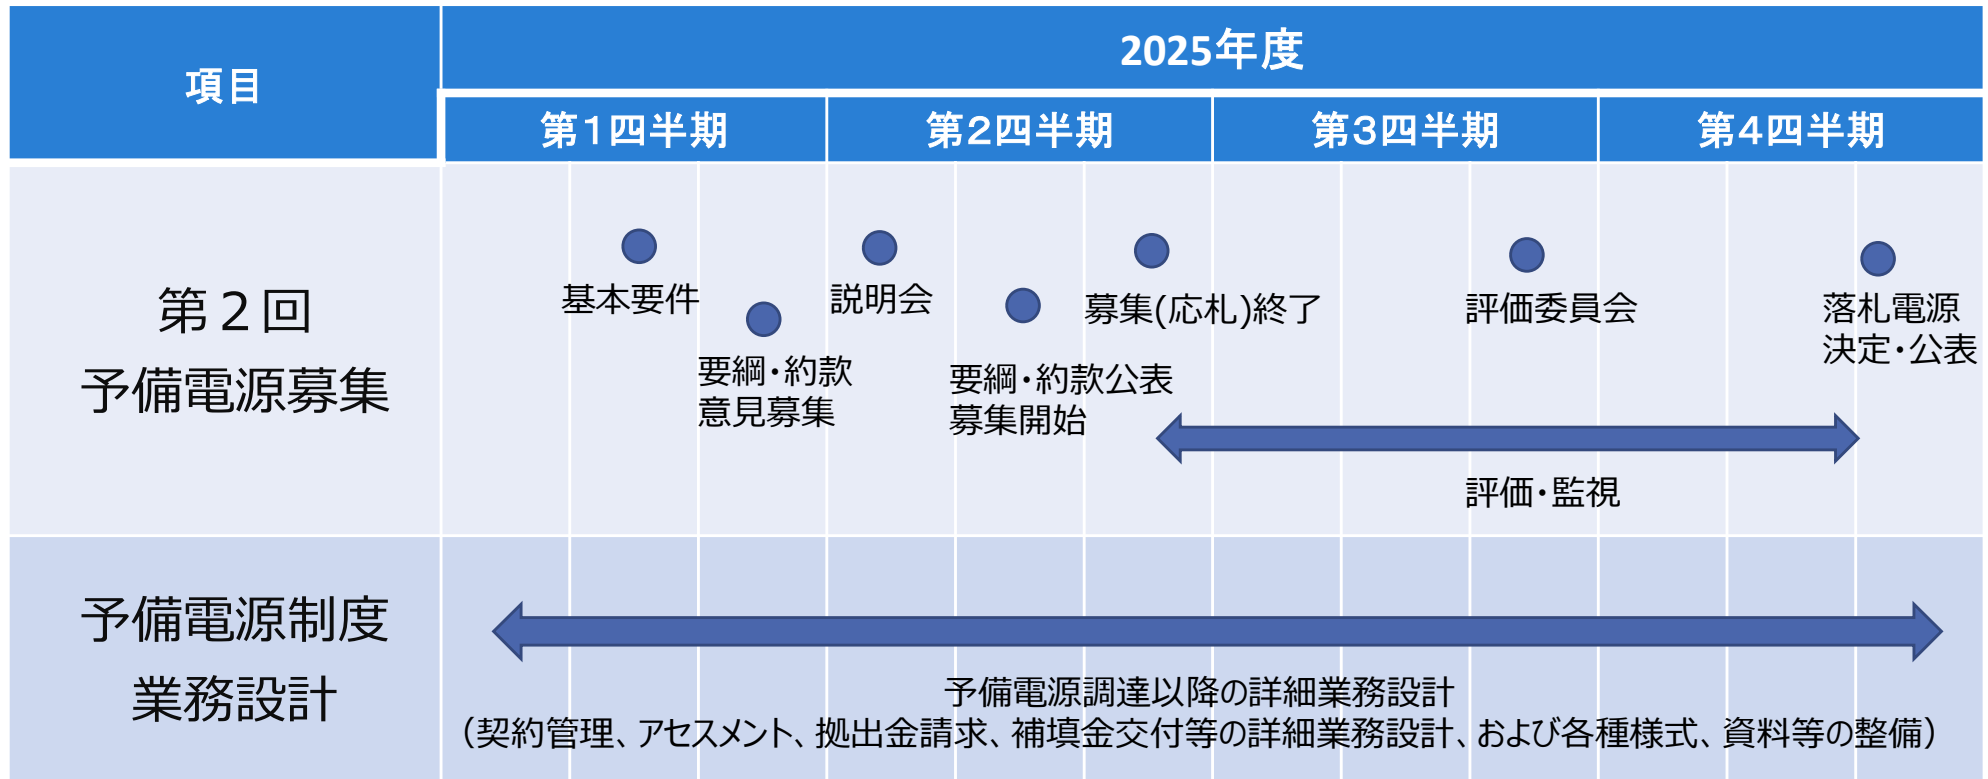 項目
2025年度
第1四半期
第2四半期
第3四半期
第4四半期
第２回
予備電源募集
基本要件
要綱・約款
意見募集
説明会
要綱・約款公表
募集開始
募集(応札)終了
評価委員会
落札電源
決定・公表
評価・監視
予備電源制度
業務設計
予備電源調達以降の詳細業務設計
（契約管理、アセスメント、拠出金請求、補填金交付等の詳細業務設計、および各種様式、資料等の整備）